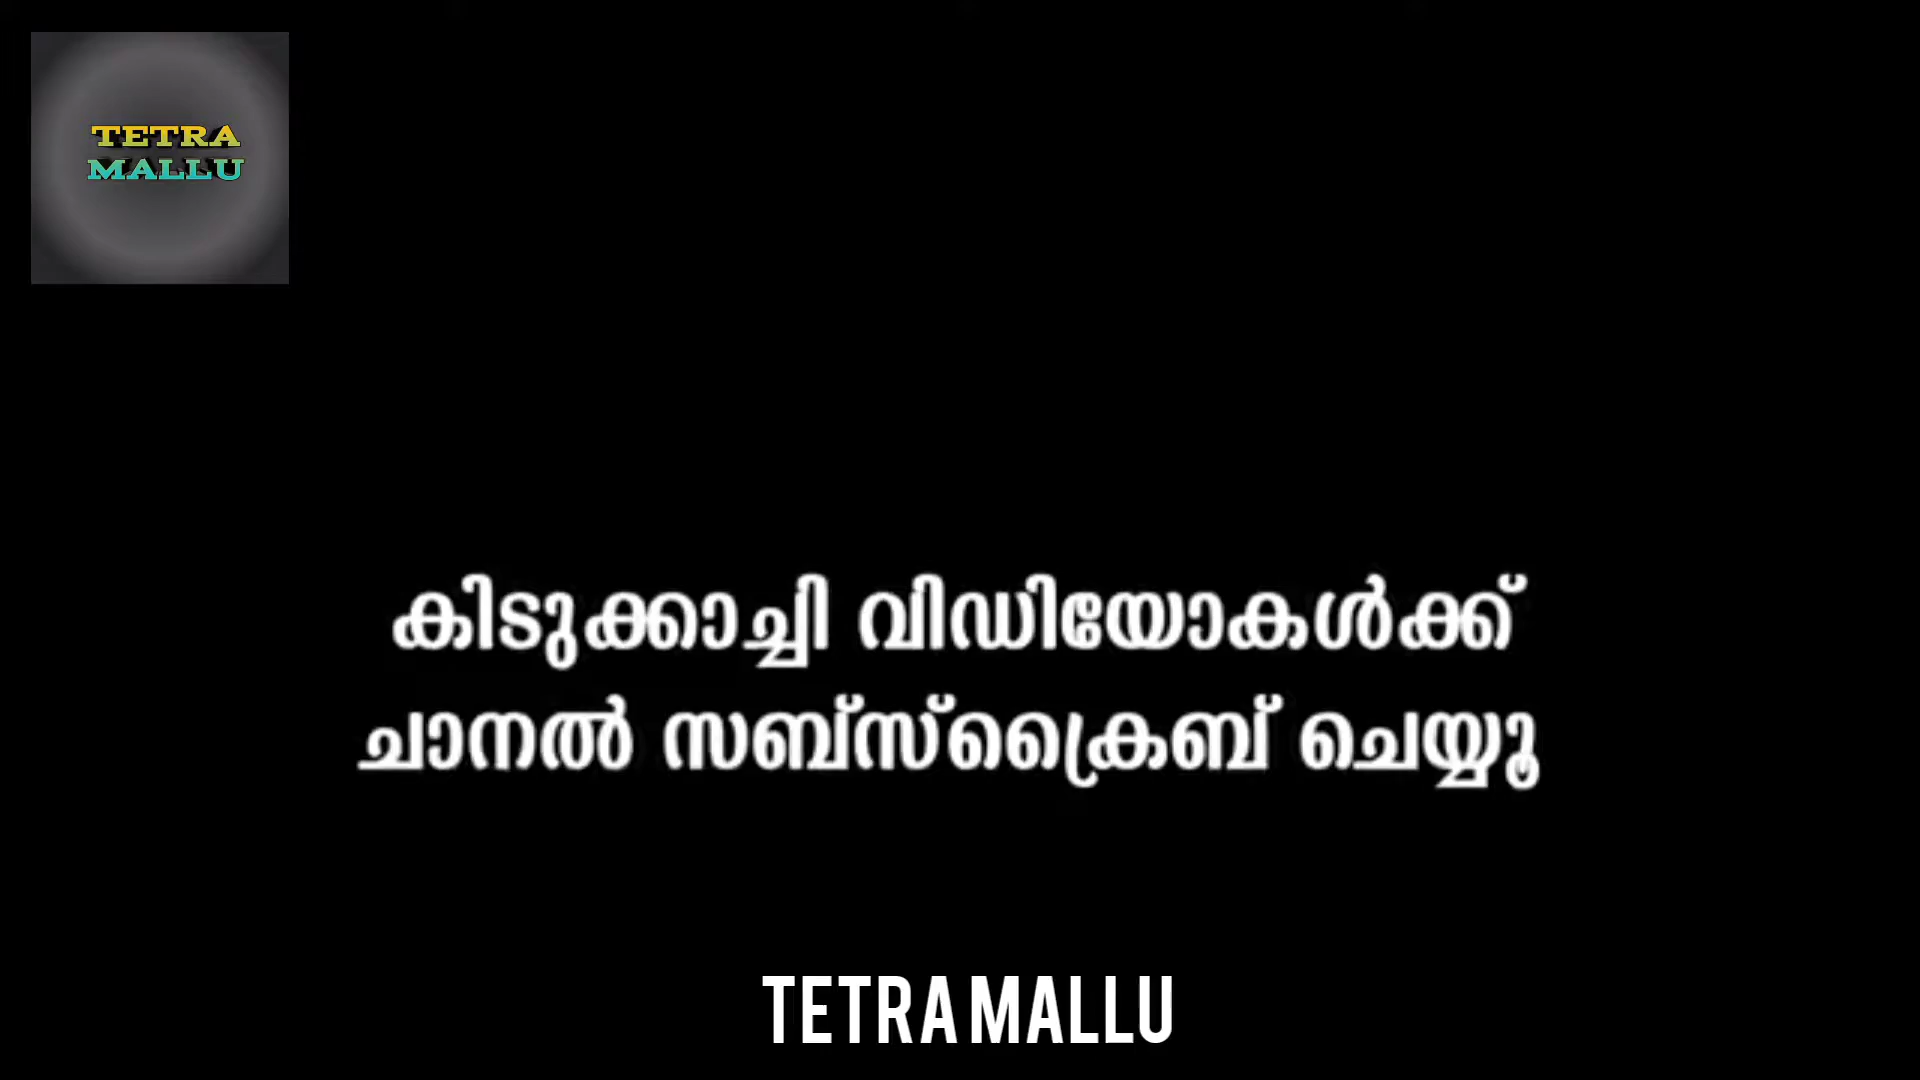 TETRA
MALLU
കിടുക്കാച്ചി വിഡിയോകൾക്ക്
ചാനൽ സബ്സ്ക്രൈബ് ചെയ്യൂ
TETRA MALLU